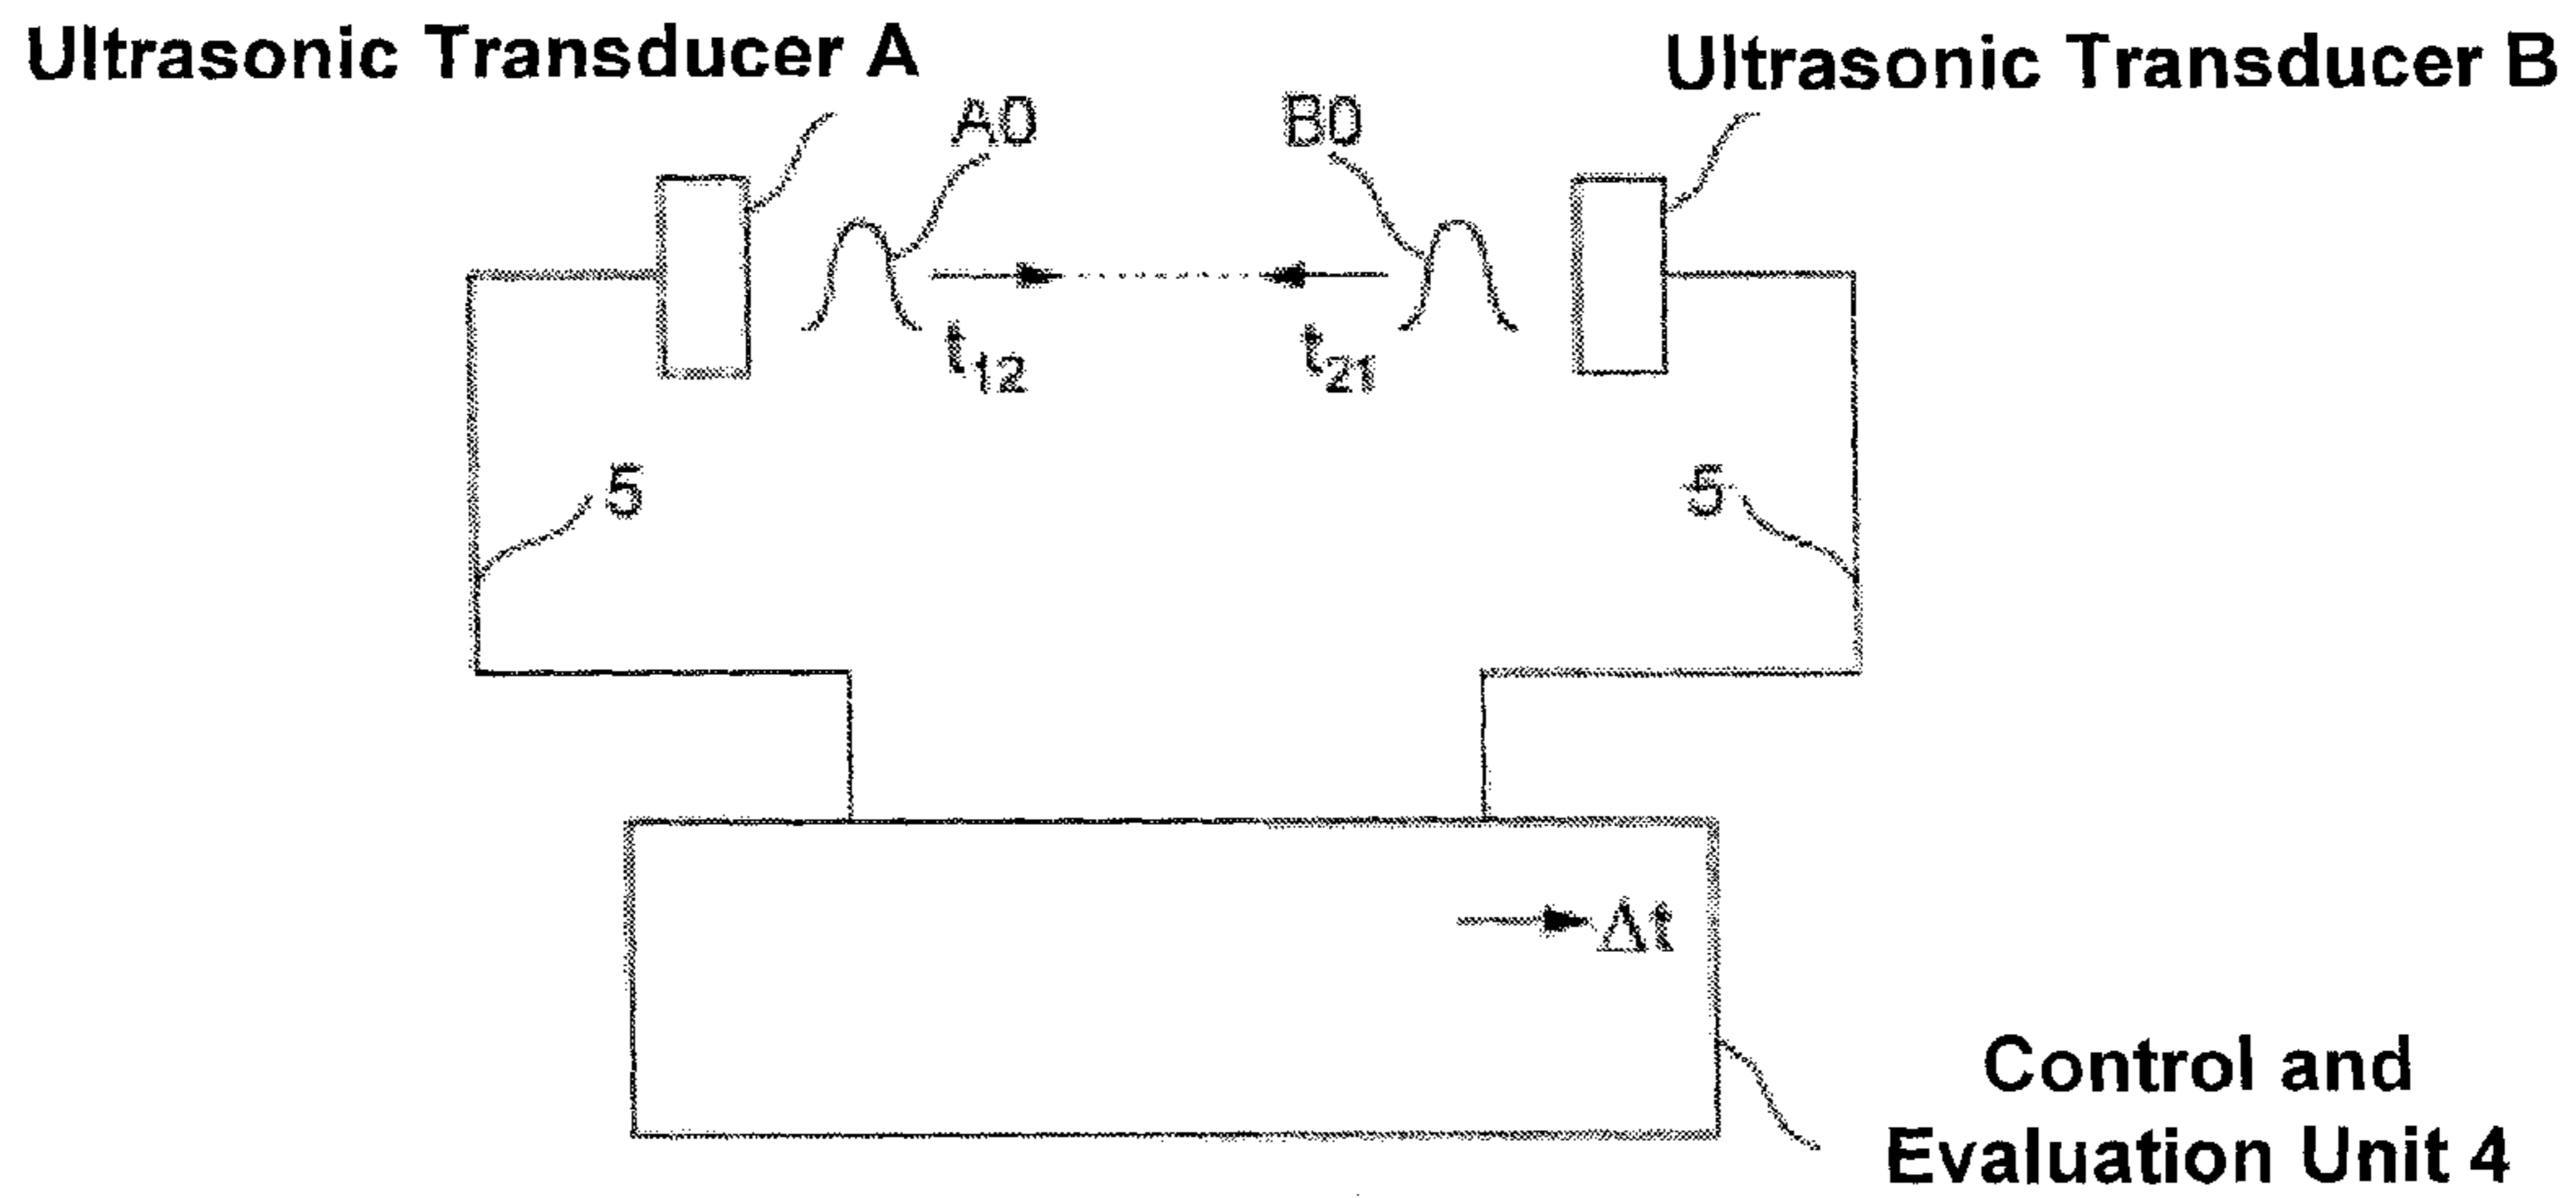 Ultrasonic Transducer A
Ultrasonic Transducer B
A0
B0
t12
t21
5
5
Δt
Control and
Evaluation Unit 4